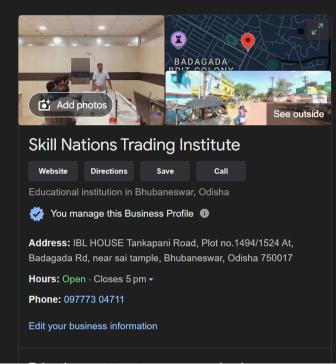 BADAGADA
BRIT COLONY
Add photos
See outside
Skill Nations Trading Institute
Website
Directions
Save
Call
Educational institution in Bhubaneswar, Odisha
You manage this Business Profile
Address: IBL HOUSE Tankapani Road, Plot no.1494/1524 At,
Badagada Rd, near sai tample, Bhubaneswar, Odisha 750017
Hours: Open · Closes 5 pm
Phone: 097773 04711
Edit your business information